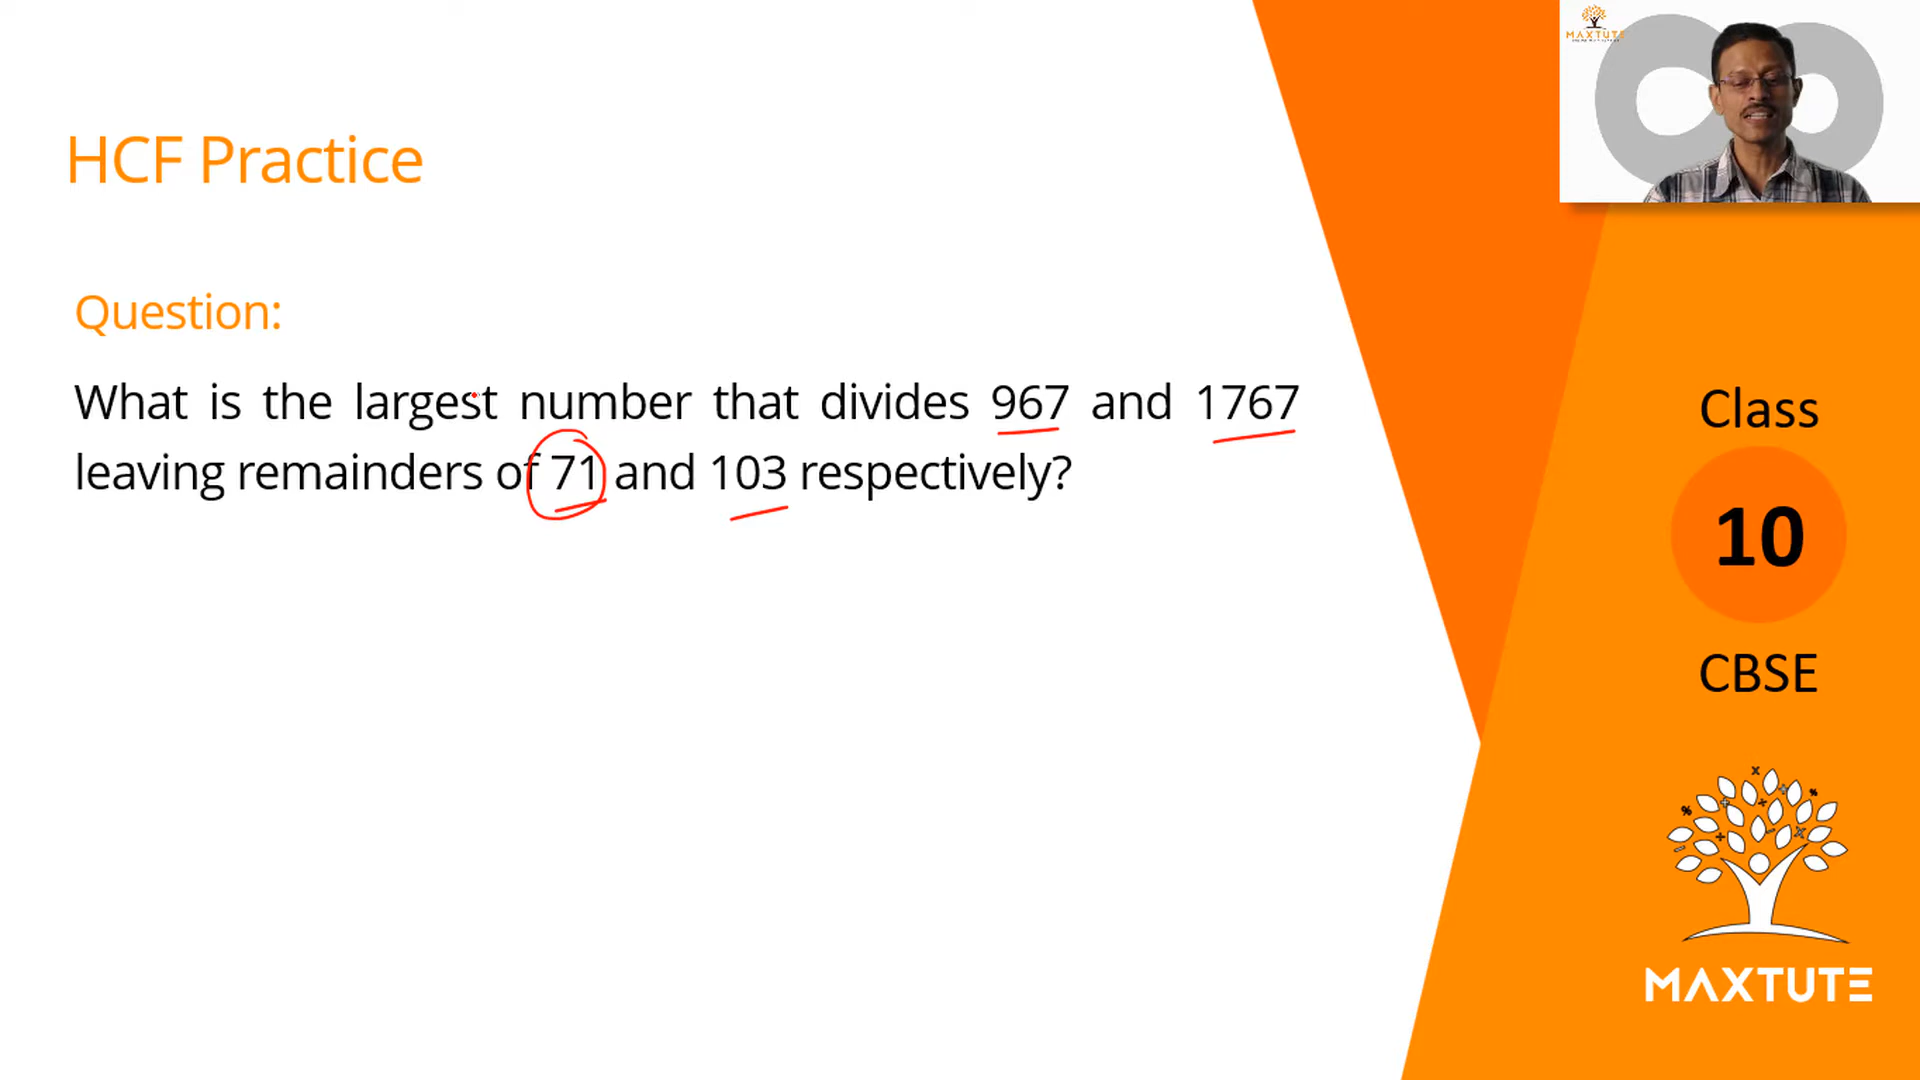 MAXTUTE
HCF Practice
Question:
What is the largest number that divides 967 and 1767
leaving remainders of 71 and 103 respectively?
Class
10
CBSE
MAXTUTE